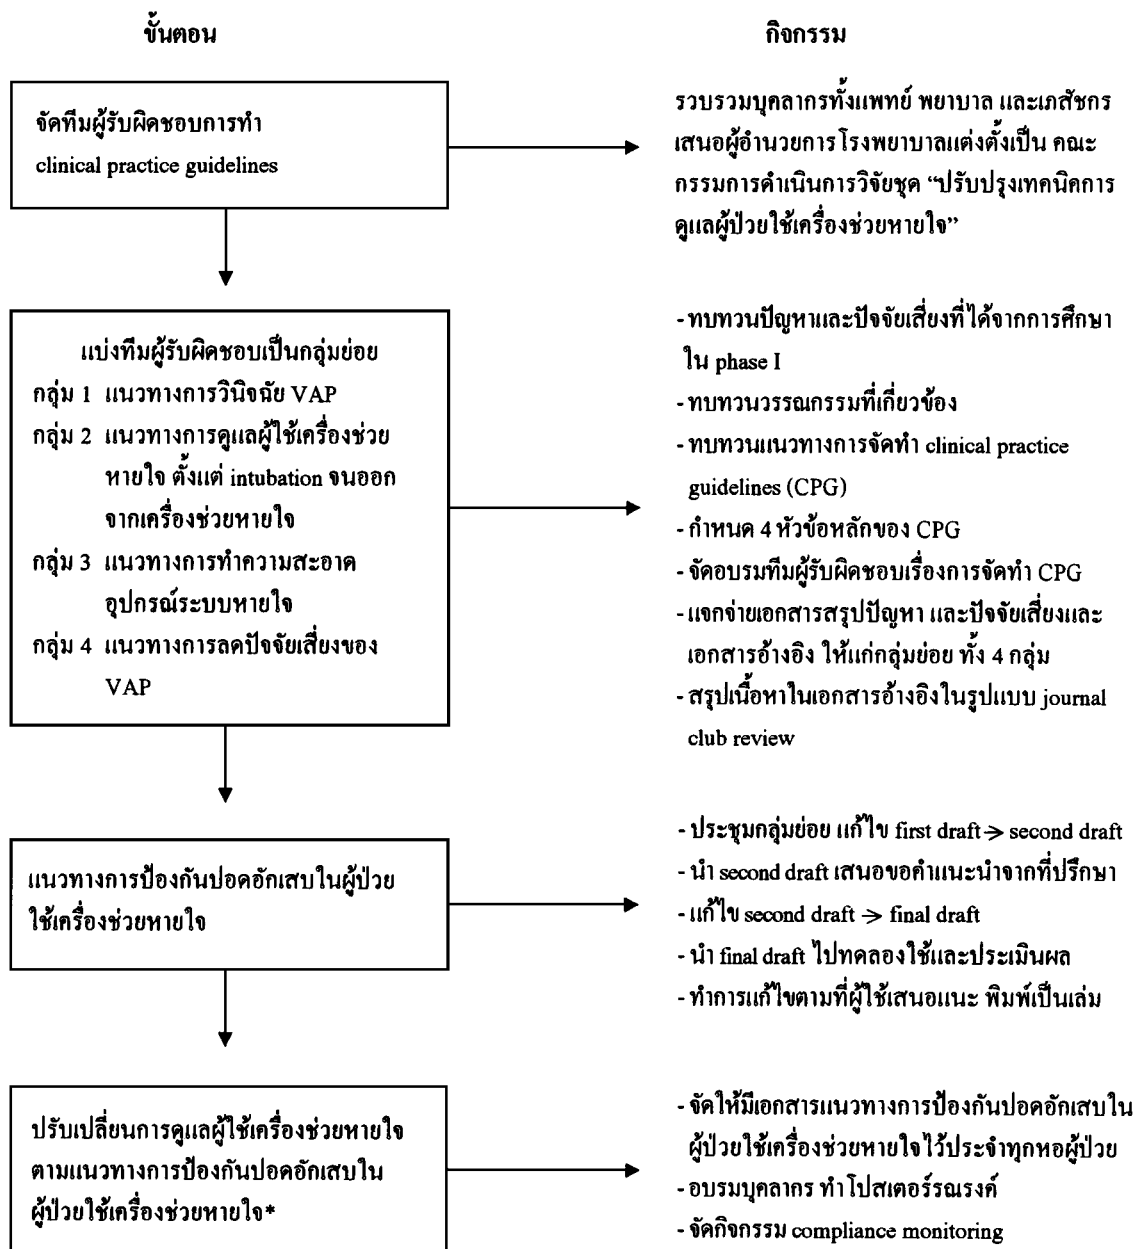 ขั้นตอน
กิจกรรม
จัดทีมผู้รับผิดชอบการทำ
clinical practice guidelines
รวบรวมบุคลากรทั้งแพทย์ พยาบาล และเภสัชกร
เสนอผู้อำนวยการโรงพยาบาลแต่งตั้งเป็น คณะ
กรรมการดำเนินการวิจัยชุด “ปรับปรุงเทคนิคการ
ดูแลผู้ป่วยใช้เครื่องช่วยหายใจ”
แบ่งทีมผู้รับผิดชอบเป็นกลุ่มย่อย
กลุ่ม 1 แนวทางการวินิจฉัย VAP
กลุ่ม 2 แนวทางการดูแลผู้ใช้เครื่องช่วย
หายใจ ตั้งแต่ intubation จนออก
จากเครื่องช่วยหายใจ
กลุ่ม 3 แนวทางการทำความสะอาด
อุปกรณ์ระบบหายใจ
กลุ่ม 4 แนวทางการลดปัจจัยเสี่ยงของ
VAP
- ทบทวนปัญหาและปัจจัยเสี่ยงที่ได้จากการศึกษา
ใน phase I
- ทบทวนวรรณกรรมที่เกี่ยวข้อง
- ทบทวนแนวทางการจัดทำ clinical practice
guidelines (CPG)
- กำหนด 4 หัวข้อหลักของ CPG
- จัดอบรมทีมผู้รับผิดชอบเรื่องการจัดทำ CPG
- แจกจ่ายเอกสารสรุปปัญหา และปัจจัยเสี่ยงและ
เอกสารอ้างอิง ให้แก่กลุ่มย่อย ทั้ง 4 กลุ่ม
- สรุปเนื้อหาในเอกสารอ้างอิงในรูปแบบ journal
club review
แนวทางการป้องกันปอดอักเสบในผู้ป่วย
ใช้เครื่องช่วยหายใจ
- ประชุมกลุ่มย่อย แก้ไข first draft → second draft
- นำ second draft เสนอขอคำแนะนำจากที่ปรึกษา
- แก้ไข second draft → final draft
- นำ final draft ไปทดลองใช้และประเมินผล
- ทำการแก้ไขตามที่ผู้ใช้เสนอแนะ พิมพ์เป็นเล่ม
ปรับเปลี่ยนการดูแลผู้ใช้เครื่องช่วยหายใจ
ตามแนวทางการป้องกันปอดอักเสบใน
ผู้ป่วยใช้เครื่องช่วยหายใจ*
- จัดให้มีเอกสารแนวทางการป้องกันปอดอักเสบใน
ผู้ป่วยใช้เครื่องช่วยหายใจไว้ประจำทุกหอผู้ป่วย
- อบรมบุคลากร ทำโปสเตอร์รณรงค์
- จัดกิจกรรม compliance monitoring